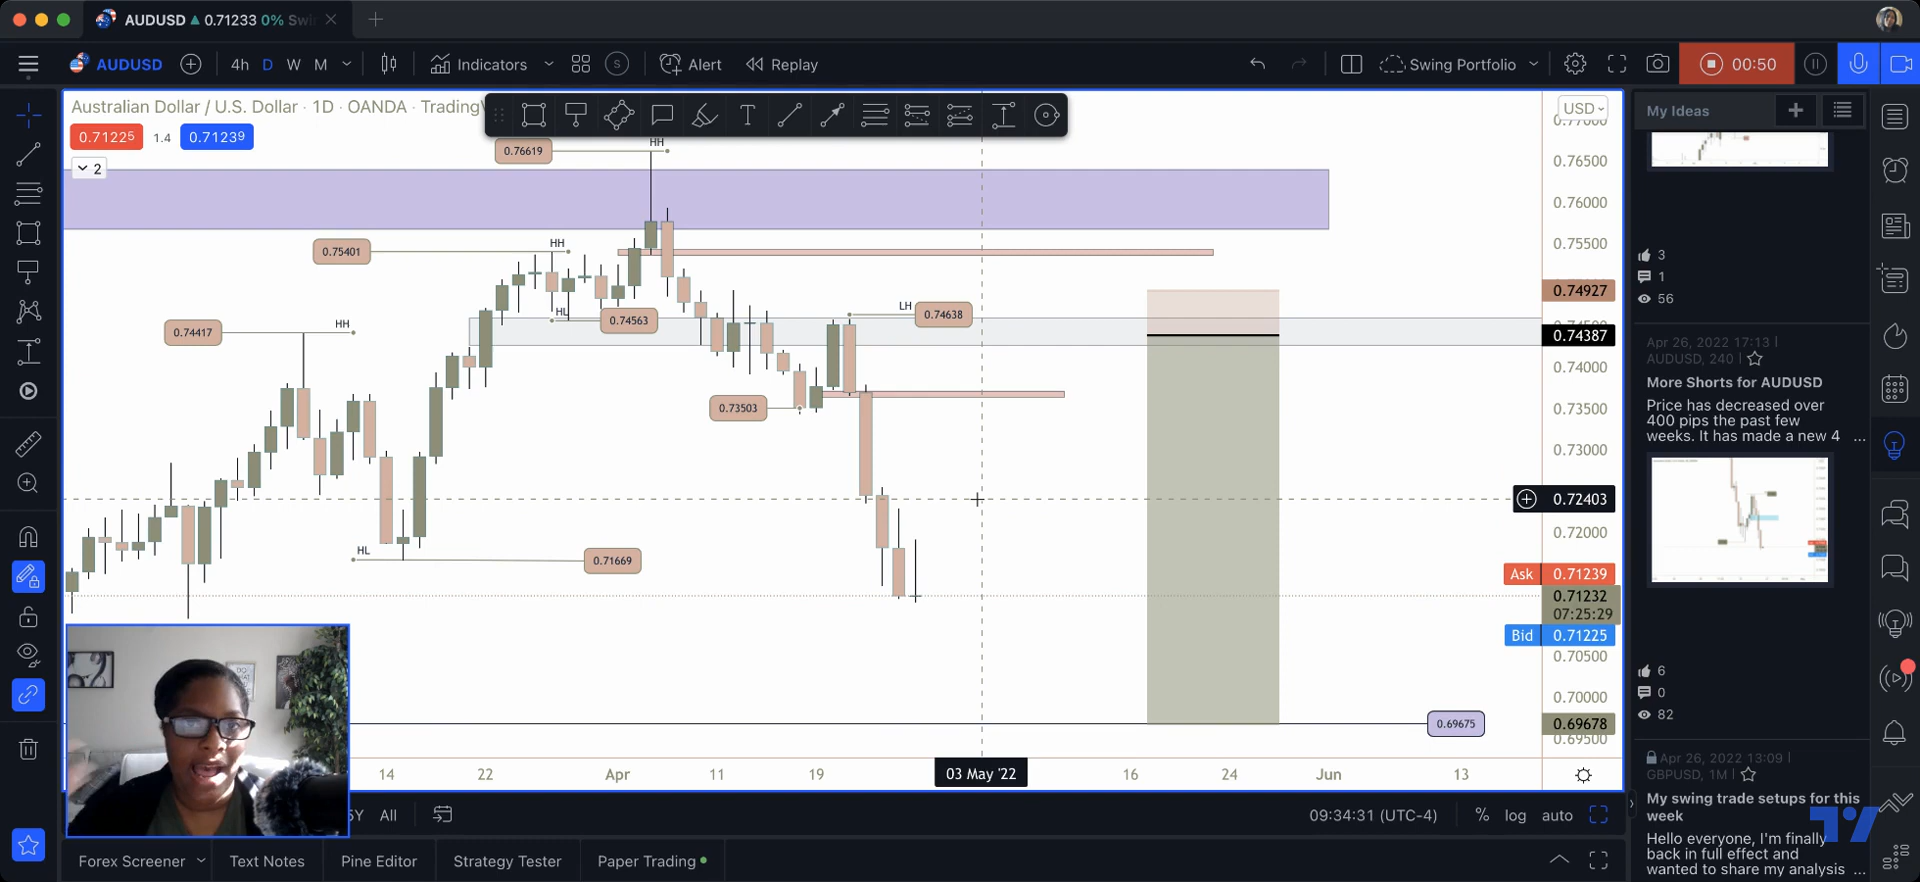 AUDUSD ▲ 0.71233 0% Swin
AUDUSD 4h D W M Indicators Alert Replay Swing Portfolio 00:50
Australian Dollar / U.S. Dollar · 1D · OANDA · Trading
0.71225 1.4 0.71239
2
USD
0.77000
0.76500
0.76000
0.75500
0.74927
0.74500
0.74387
0.74000
0.73500
0.73000
0.72403
0.72000
Ask 0.71239
0.71232
07:25:29
Bid 0.71225
0.70500
0.70000
0.69678
0.69500
0.76619 HH
0.75401 HH
0.74417 HH
HL 0.74563
LH 0.74638
0.73503
HL 0.71669
0.69675
14 22 Apr 11 19 03 May '22 16 24 Jun 13
5Y All 09:34:31 (UTC-4) % log auto
Forex Screener Text Notes Pine Editor Strategy Tester Paper Trading
My Ideas
3
1
56
Apr 26, 2022 17:13 |
AUDUSD, 240 |
More Shorts for AUDUSD
Price has decreased over
400 pips the past few
weeks. It has made a new 4 ...
6
0
82
Apr 26, 2022 13:09 |
GBPUSD, 1M |
My swing trade setups for this
week
Hello everyone, I'm finally
back in full effect and
wanted to share my analysis ...